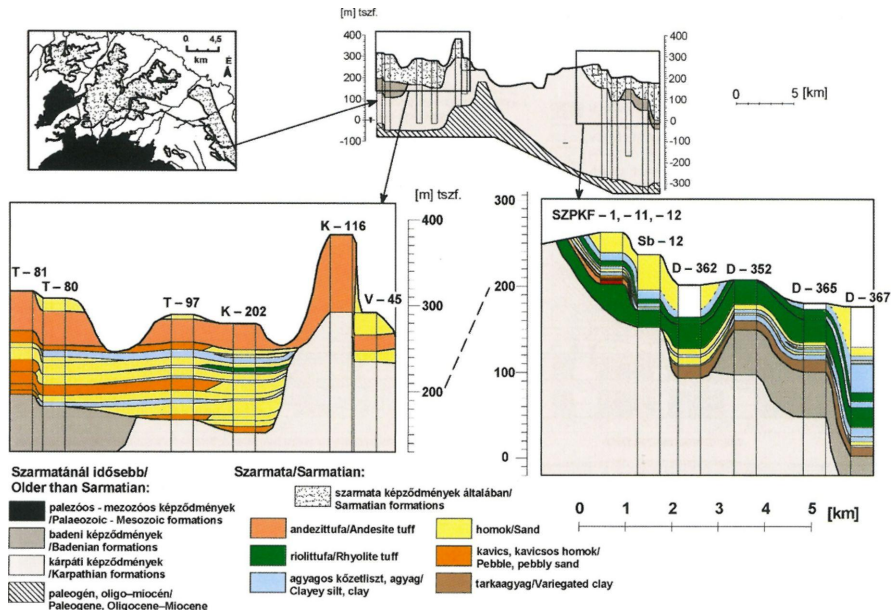 0 4,5
km
É
A
[m] tszf.
400
300
200
100
0
-100
400
300
200
100
0
-100
-200
-300
0 5 [km]
[m] tszf.
400
300
200
300
200
100
0
T – 81
T – 80
T – 97
K – 202
K – 116
V – 45
SZPKF – 1, – 11, – 12
Sb – 12
D – 362
D – 352
D – 365
D – 367
Szarmatánál idősebb/
Older than Sarmatian:
palezóos - mezozóos képződmények
/Palaeozoic - Mesozoic formations
badeni képződmények
/Badenian formations
kárpáti képződmények
/Karpathian formations
paleogén, oligo–miocén/
Paleogene, Oligocene–Miocene
Szarmata/Sarmatian:
szarmata képződmények általában/
Sarmatian formations
andezittufa/Andesite tuff
riolittufa/Rhyolite tuff
agyagos kőzetliszt, agyag/
Clayey silt, clay
homok/Sand
kavics, kavicsos homok/
Pebble, pebbly sand
tarkaagyag/Variegated clay
0 1 2 3 4 5 [km]